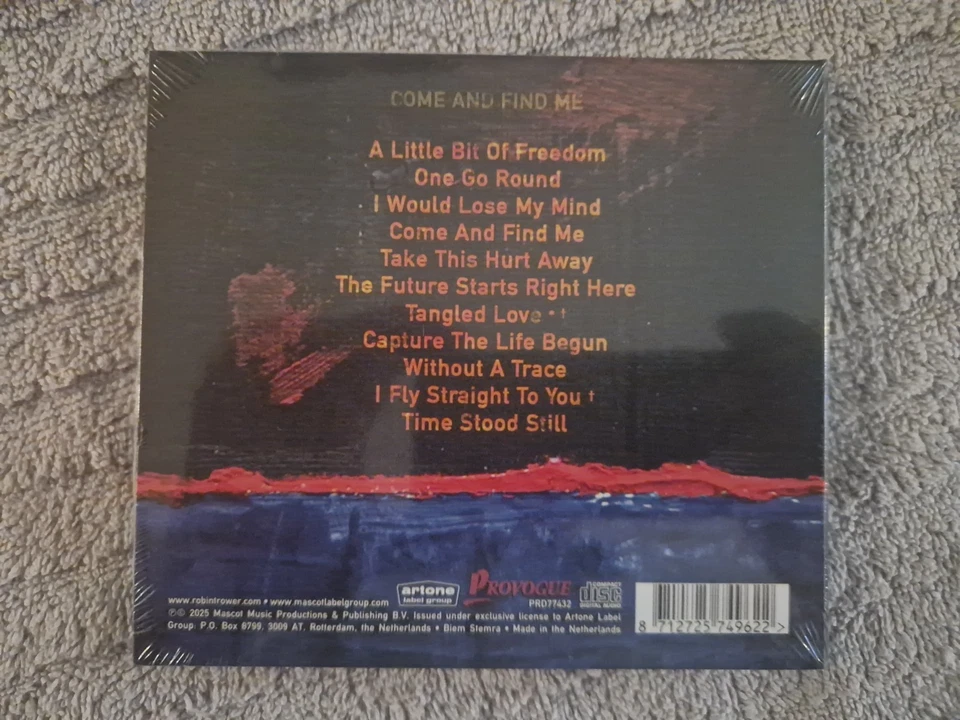 COME AND FIND ME
A Little Bit Of Freedom
One Go Round
I Would Lose My Mind
Come And Find Me
Take This Hurt Away
The Future Starts Right Here
Tangled Love * †
Capture The Life Begun
Without A Trace
I Fly Straight To You †
Time Stood Still
www.robintrower.com • www.mascotlabelgroup.com
artone
label group
PROVOGUE
PRD77432
COMPACT
DISC
DIGITAL AUDIO
℗© 2025 Mascot Music Productions & Publishing B.V. Issued under exclusive license to Artone Label
Group. P.O. Box 8799, 3009 AT, Rotterdam, the Netherlands • Biem Stemra • Made in the Netherlands
8 712725 749622 >